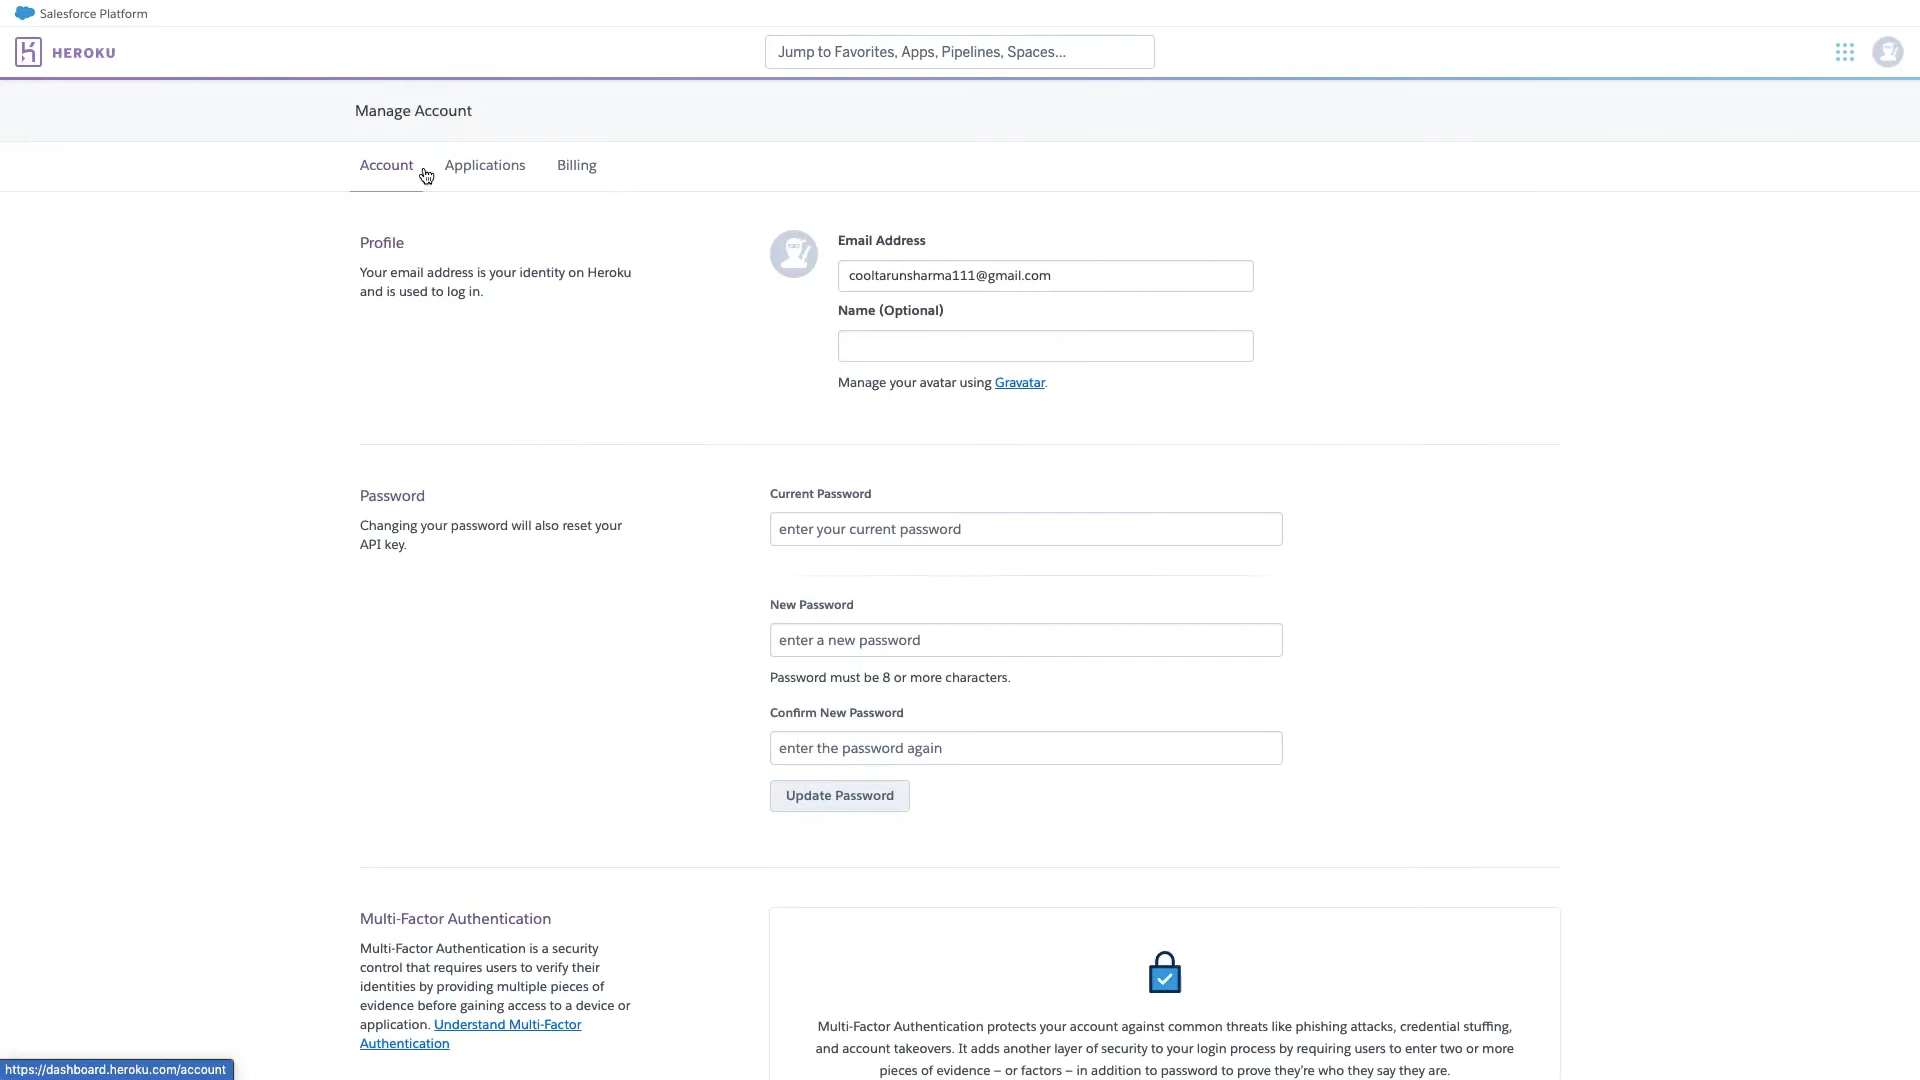 Salesforce Platform
HEROKU
Jump to Favorites, Apps, Pipelines, Spaces...
Manage Account
Account
Applications
Billing
Profile
Your email address is your identity on Heroku
and is used to log in.
Email Address
cooltarunsharma111@gmail.com
Name (Optional)
Manage your avatar using Gravatar.
Password
Changing your password will also reset your
API key.
Current Password
enter your current password
New Password
enter a new password
Password must be 8 or more characters.
Confirm New Password
enter the password again
Update Password
Multi-Factor Authentication
Multi-Factor Authentication is a security
control that requires users to verify their
identities by providing multiple pieces of
evidence before gaining access to a device or
application. Understand Multi-Factor
Authentication
Multi-Factor Authentication protects your account against common threats like phishing attacks, credential stuffing,
and account takeovers. It adds another layer of security to your login process by requiring users to enter two or more
pieces of evidence – or factors – in addition to password to prove they're who they say they are.
https://dashboard.heroku.com/account